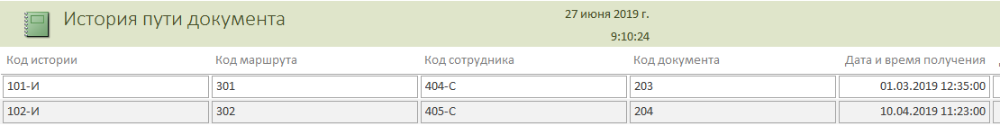 История пути документа
27 июня 2019 г.
9:10:24
Код истории Код маршрута Код сотрудника Код документа Дата и время получения
101-И 301 404-С 203 01.03.2019 12:35:00
102-И 302 405-С 204 10.04.2019 11:23:00